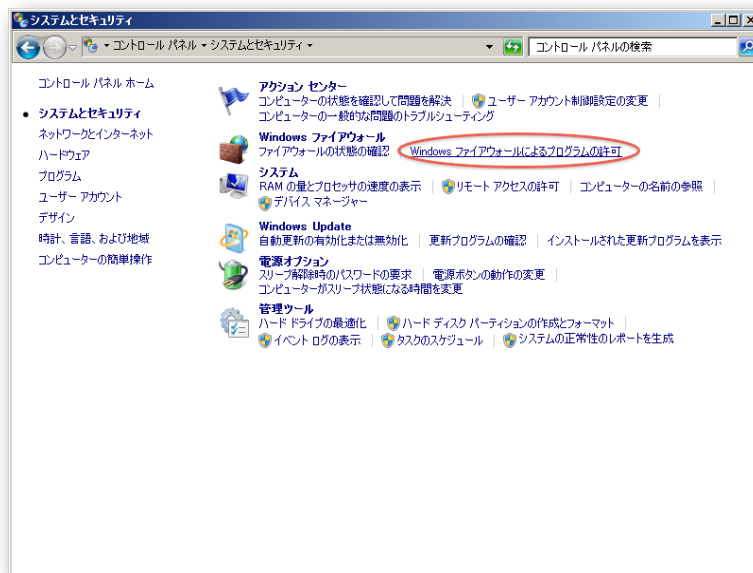 システムとセキュリティ
コントロール パネル システムとセキュリティ
コントロール パネルの検索
コントロール パネル ホーム
システムとセキュリティ
ネットワークとインターネット
ハードウェア
プログラム
ユーザー アカウント
デザイン
時計、言語、および地域
コンピューターの簡単操作
アクション センター
コンピューターの状態を確認して問題を解決 ユーザー アカウント制御設定の変更
コンピューターの一般的な問題のトラブルシューティング
Windows ファイアウォール
ファイアウォールの状態の確認 Windows ファイアウォールによるプログラムの許可
システム
RAM の量とプロセッサの速度の表示 リモート アクセスの許可 コンピューターの名前の参照
デバイス マネージャー
Windows Update
自動更新の有効化または無効化 更新プログラムの確認 インストールされた更新プログラムを表示
電源オプション
スリープ解除時のパスワードの要求 電源ボタンの動作の変更
コンピューターがスリープ状態になる時間を変更
管理ツール
ハード ドライブの最適化 ハード ディスク パーティションの作成とフォーマット
イベント ログの表示 タスクのスケジュール システムの正常性のレポートを生成